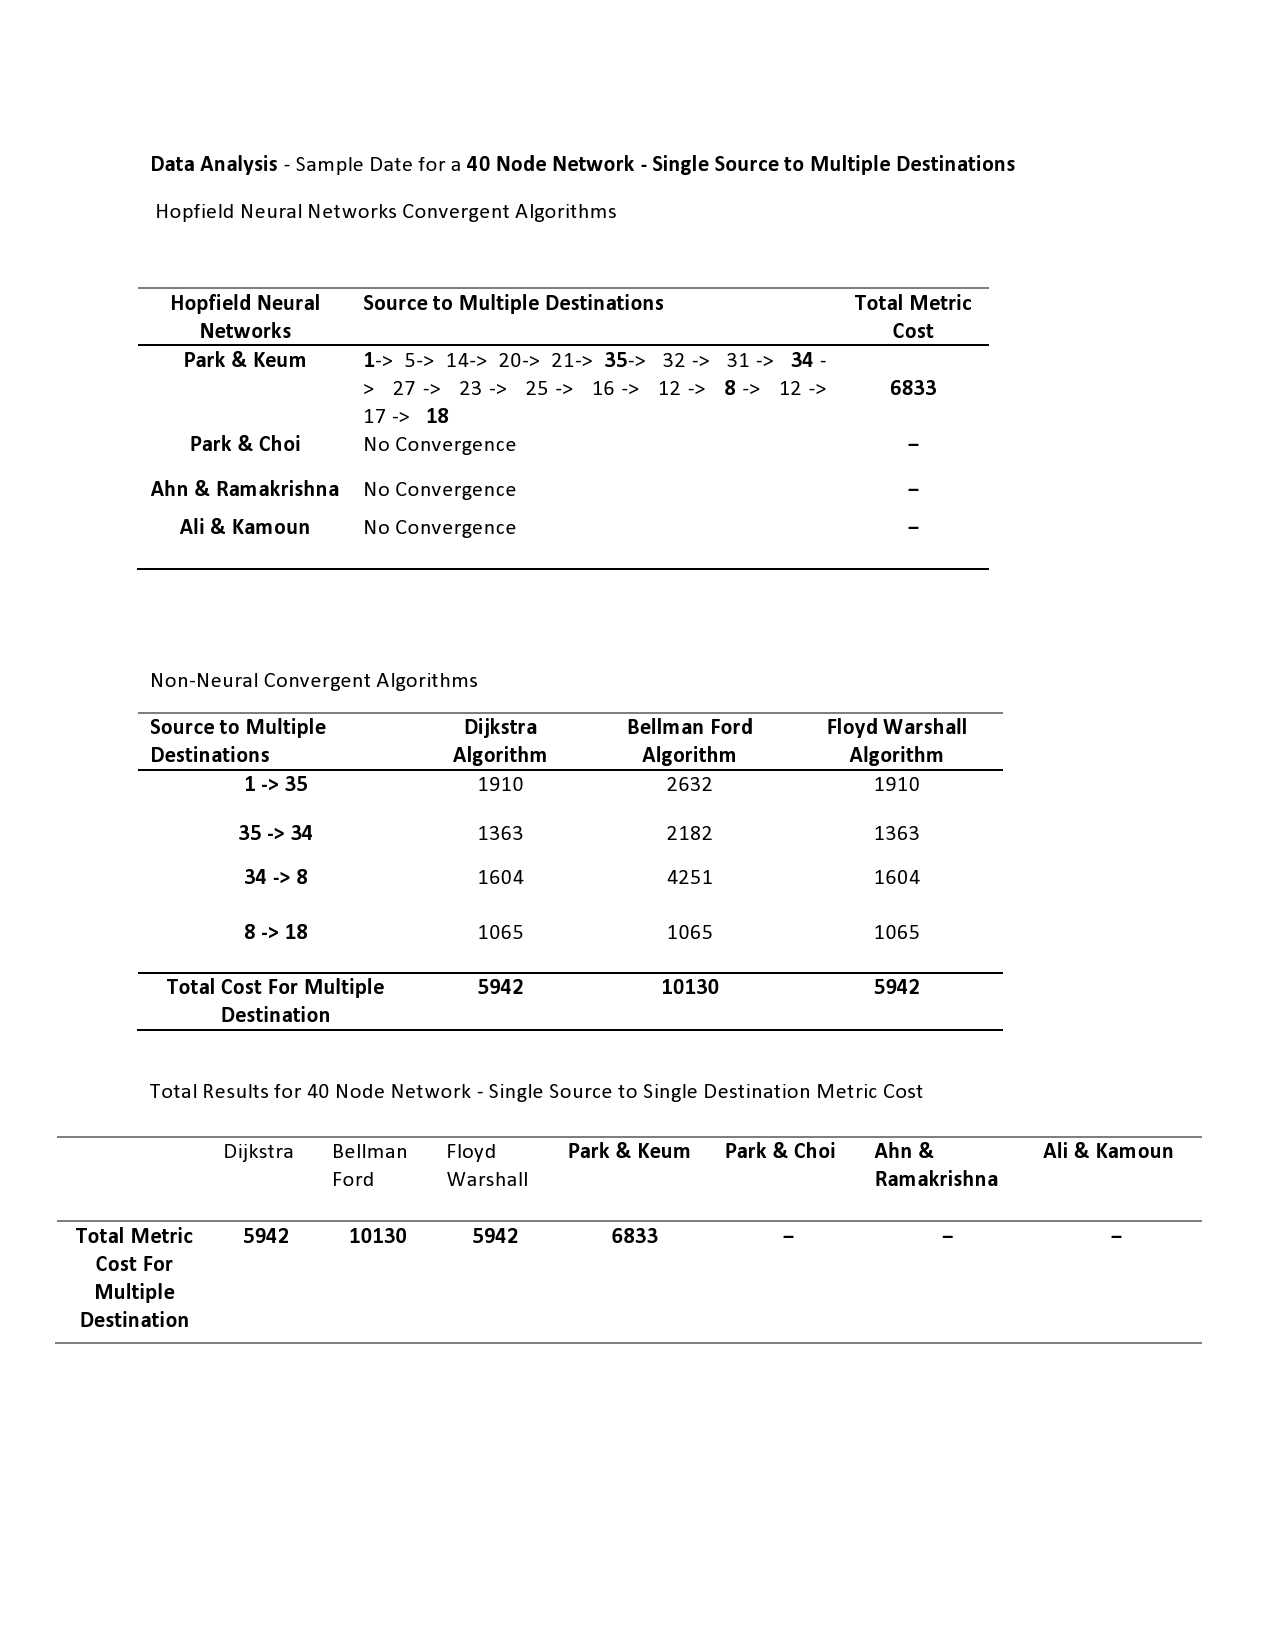 Data Analysis - Sample Date for a 40 Node Network - Single Source to Multiple Destinations
Hopfield Neural Networks Convergent Algorithms
Hopfield Neural Networks Source to Multiple Destinations Total Metric Cost
Park & Keum 1-> 5-> 14-> 20-> 21-> 35-> 32 -> 31 -> 34 -
> 27 -> 23 -> 25 -> 16 -> 12 -> 8 -> 12 -> 6833
17 -> 18
Park & Choi No Convergence –
Ahn & Ramakrishna No Convergence –
Ali & Kamoun No Convergence –
Non-Neural Convergent Algorithms
Source to Multiple Destinations Dijkstra Algorithm Bellman Ford Algorithm Floyd Warshall Algorithm
1 -> 35 1910 2632 1910
35 -> 34 1363 2182 1363
34 -> 8 1604 4251 1604
8 -> 18 1065 1065 1065
Total Cost For Multiple Destination 5942 10130 5942
Total Results for 40 Node Network - Single Source to Single Destination Metric Cost
Dijkstra Bellman Ford Floyd Warshall Park & Keum Park & Choi Ahn & Ramakrishna Ali & Kamoun
Total Metric Cost For Multiple Destination 5942 10130 5942 6833 – – –